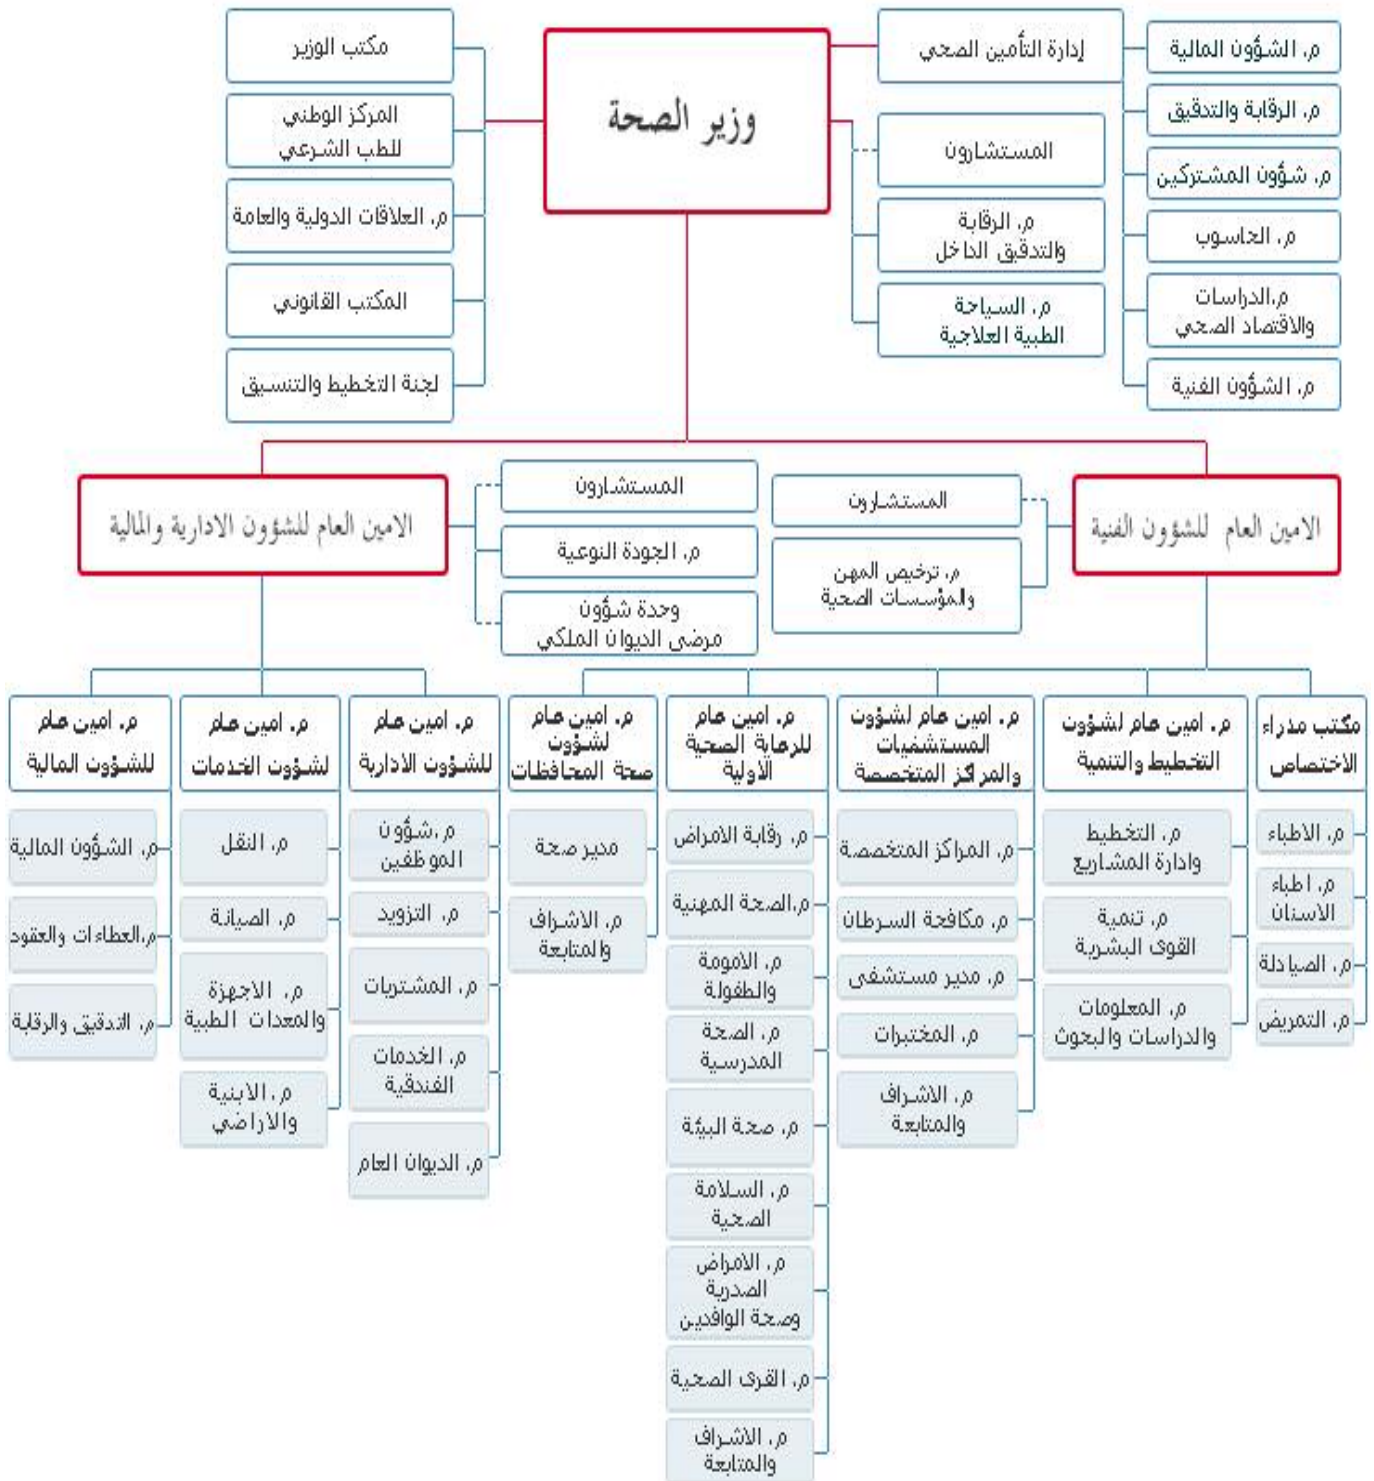 وزير الصحة
إدارة التأمين الصحي
م. الشؤون المالية
م. الرقابة والتدقيق
م. شؤون المشتركين
م. الحاسوب
م.الدراسات
والاقتصاد الصحي
م. الشؤون الفنية
المستشارون
م. الرقابة
والتدقيق الداخل
م. السياحة
الطبية العلاجية
مكتب الوزير
المركز الوطني
للطب الشرعي
م. العلاقات الدولية والعامة
المكتب القانوني
لجنة التخطيط والتنسيق
الامين العام للشؤون الفنية
المستشارون
م. ترخيص المهن
والمؤسسات الصحية
الامين العام للشؤون الادارية والمالية
المستشارون
م. الجودة النوعية
وحدة شؤون
مرضى الديوان الملكي
مكتب مدراء
الاختصاص
م. الاطباء
م. اطباء
الاسنان
م. الصيادلة
م. التمريض
م. امين عام لشؤون
التخطيط والتنمية
م. التخطيط
وادارة المشاريع
م. تنمية
القوى البشرية
م. المعلومات
والدراسات والبحوث
م. امين عام لشؤون
المستشفيات
والمراكز المتخصصة
م. المراكز المتخصصة
م. مكافحة السرطان
م. مدير مستشفى
م. المختبرات
م. الاشراف
والمتابعة
م. امين عام
للرعاية الصحية
الاولية
م. رقابة الامراض
م.الصحة المهنية
م. الامومة
والطفولة
م. الصحة
المدرسية
م. صحة البيئة
م. السلامة
الصحية
م. الامراض
الصدرية
وصحة الوافدين
م. القرى الصحية
م. الاشراف
والمتابعة
م. امين عام
لشؤون
صحة المحافظات
مدير صحة
م. الاشراف
والمتابعة
م. امين عام
للشؤون الادارية
م.شؤون
الموظفين
م. التزويد
م. المشتريات
م. الخدمات
الفندقية
م. الديوان العام
م. امين عام
لشؤون الخدمات
م. النقل
م. الصيانة
م. الاجهزة
والمعدات الطبية
م. الابنية
والاراضي
م. امين عام
للشؤون المالية
م. الشؤون المالية
م.العطاءات والعقود
م. التدقيق والرقابة